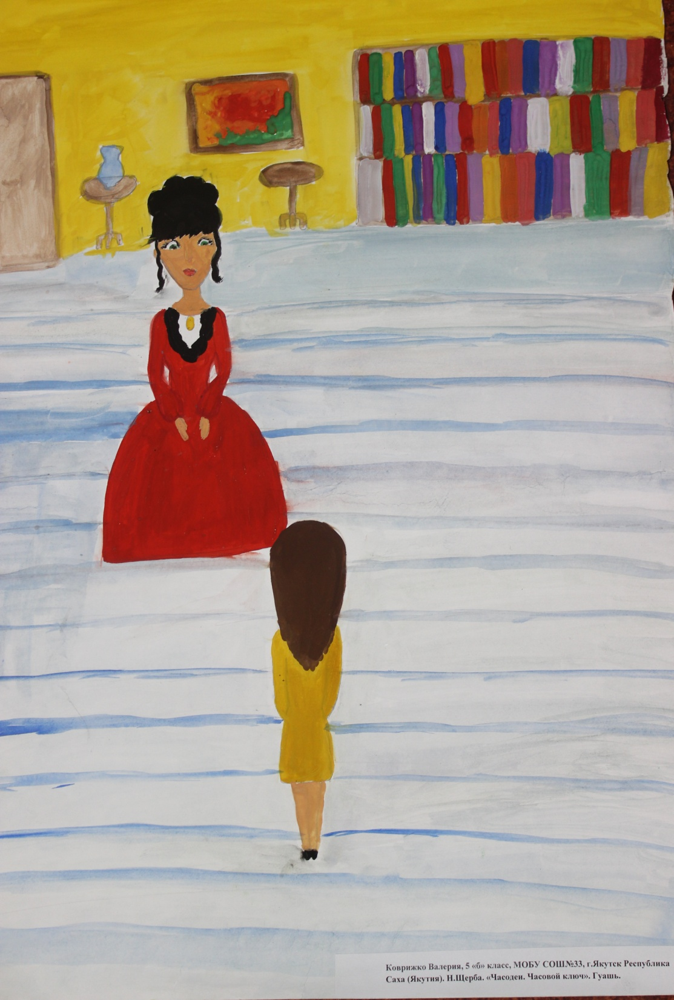 Коврижко Валерия, 5 «б» класс, МОБУ СОШ№33, г.Якутск Республика
Саха (Якутия). Н.Щерба. «Часодеи. Часовой ключ». Гуашь.